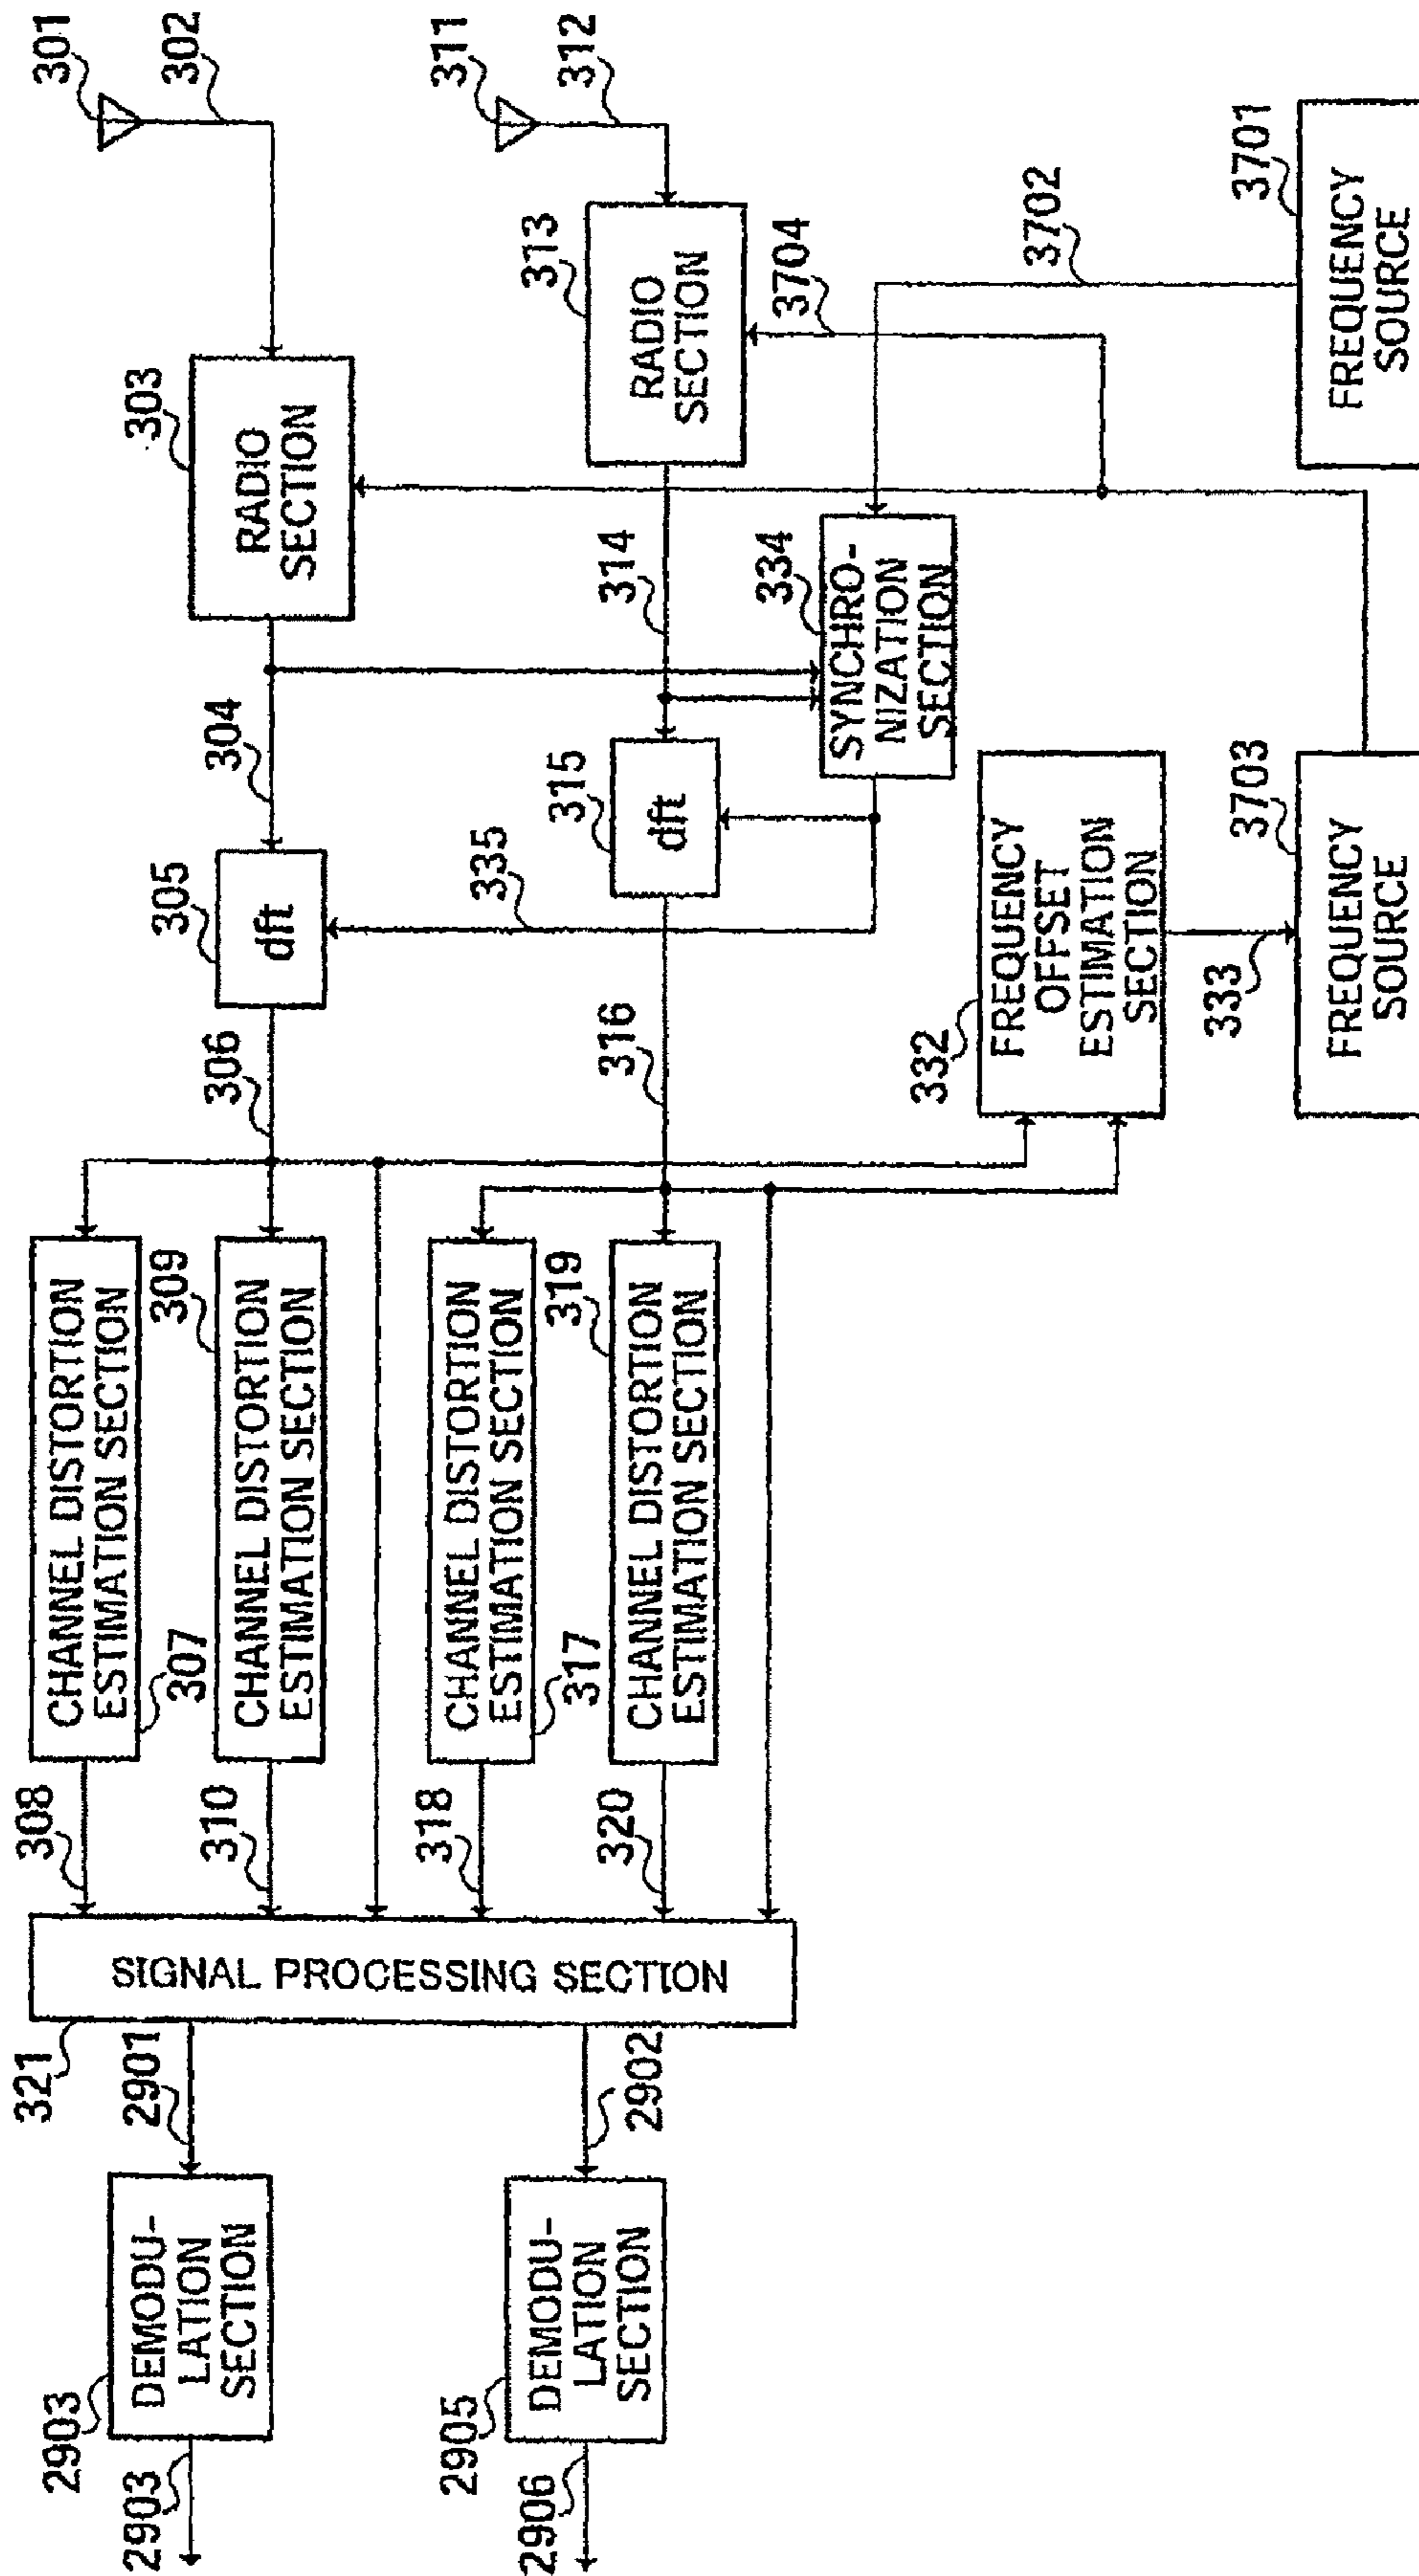 301
302
303
RADIO
SECTION
304
305
dft
306
CHANNEL DISTORTION
ESTIMATION SECTION
307
308
309
CHANNEL DISTORTION
ESTIMATION SECTION
310
311
312
313
RADIO
SECTION
314
315
dft
316
CHANNEL DISTORTION
ESTIMATION SECTION
317
318
319
CHANNEL DISTORTION
ESTIMATION SECTION
320
321
SIGNAL PROCESSING SECTION
2901
2902
2903
DEMODU-
LATION
SECTION
2903
2905
DEMODU-
LATION
SECTION
2906
334
SYNCHRO-
NIZATION
SECTION
335
332
FREQUENCY
OFFSET
ESTIMATION
SECTION
333
3701
FREQUENCY
SOURCE
3702
3703
FREQUENCY
SOURCE
3704